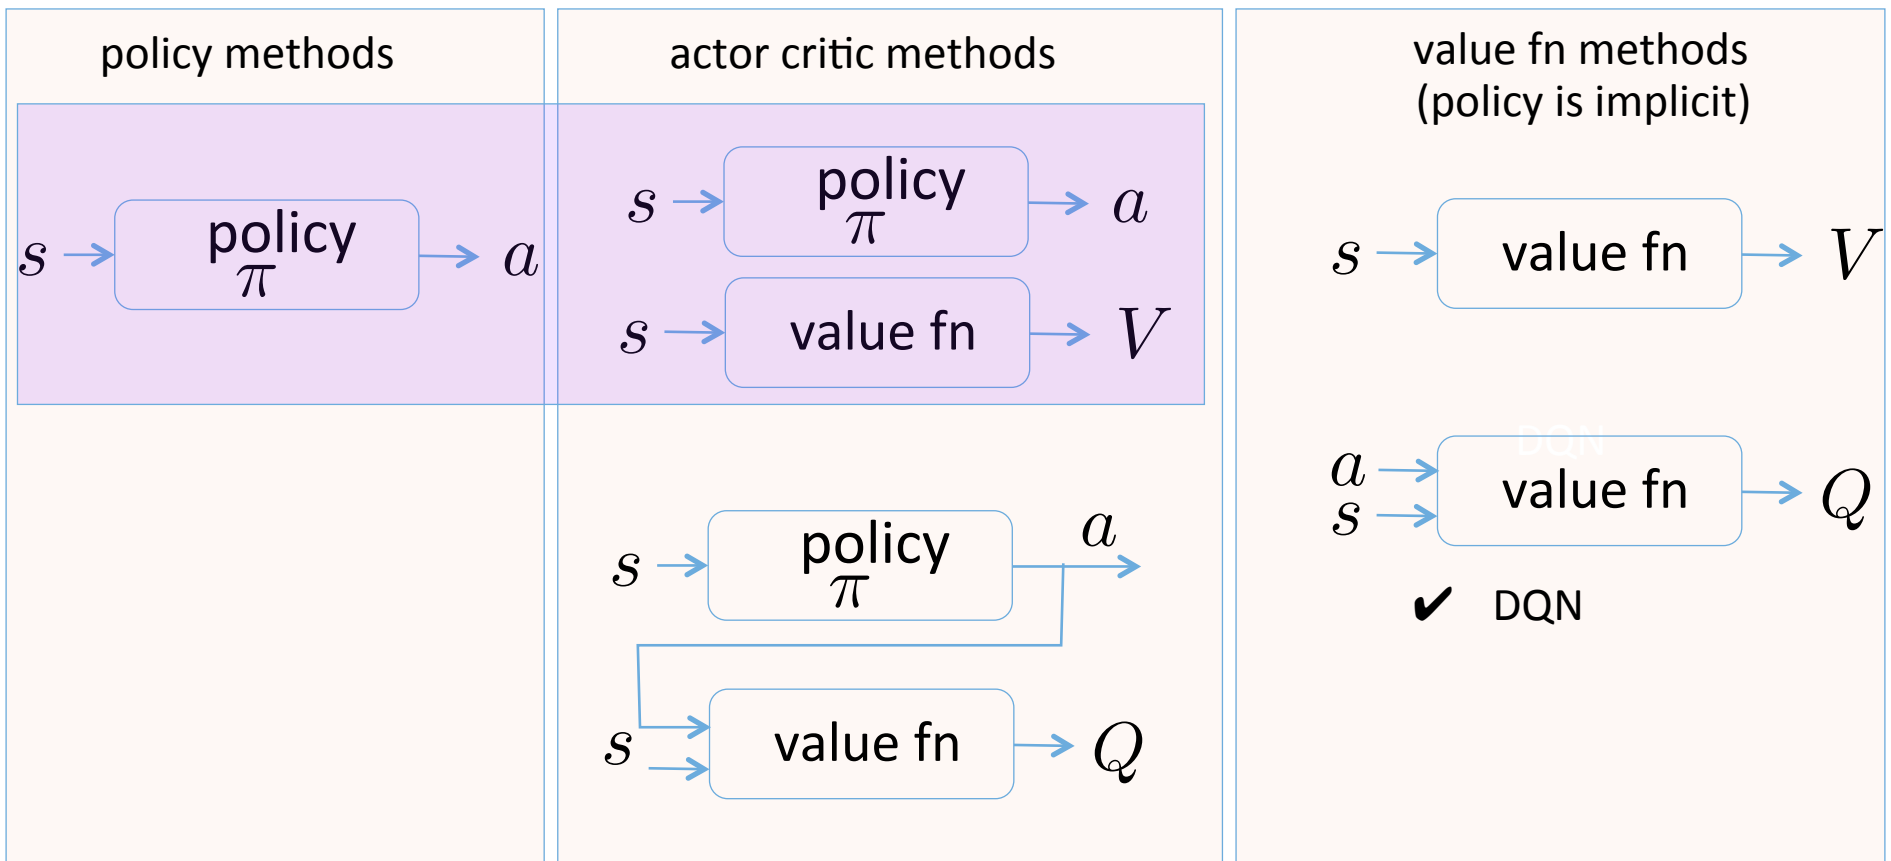 policy methods
s policy a
π
actor critic methods
s policy a
π
s value fn V
s policy a
π
s value fn Q
value fn methods
(policy is implicit)
s value fn V
DQN
a
s value fn Q
✔ DQN